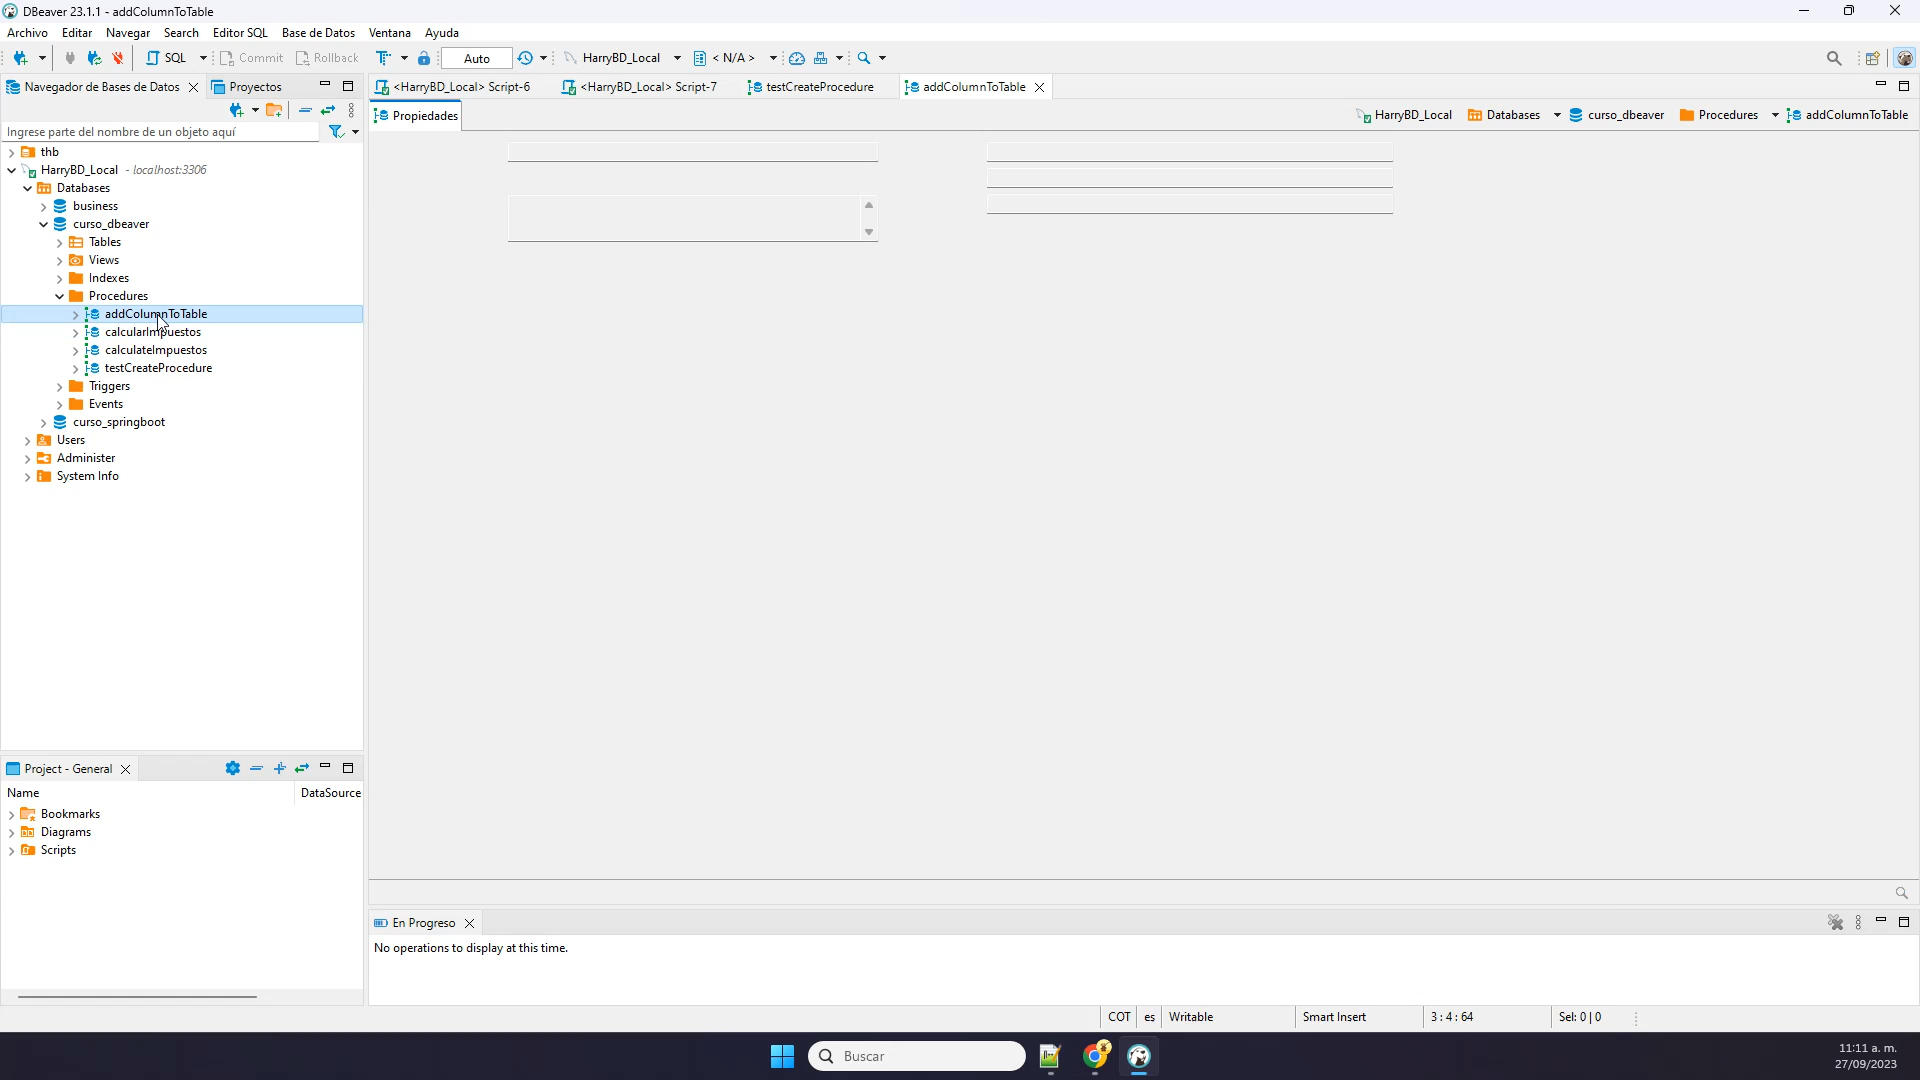 DBeaver 23.1.1 - addColumnToTable
Archivo Editar Navegar Search Editor SQL Base de Datos Ventana Ayuda
SQL Commit Rollback Auto HarryBD_Local < N/A >
Navegador de Bases de Datos Proyectos
<HarryBD_Local> Script-6 <HarryBD_Local> Script-7 testCreateProcedure addColumnToTable
Propiedades HarryBD_Local Databases curso_dbeaver Procedures addColumnToTable
Ingrese parte del nombre de un objeto aquí
thb
HarryBD_Local - localhost:3306
Databases
business
curso_dbeaver
Tables
Views
Indexes
Procedures
addColumnToTable
calcularImpuestos
calculateImpuestos
testCreateProcedure
Triggers
Events
curso_springboot
Users
Administer
System Info
Project - General
Name DataSource
Bookmarks
Diagrams
Scripts
En Progreso
No operations to display at this time.
COT es Writable Smart Insert 3 : 4 : 64 Sel: 0 | 0
Buscar
11:11 a. m.
27/09/2023